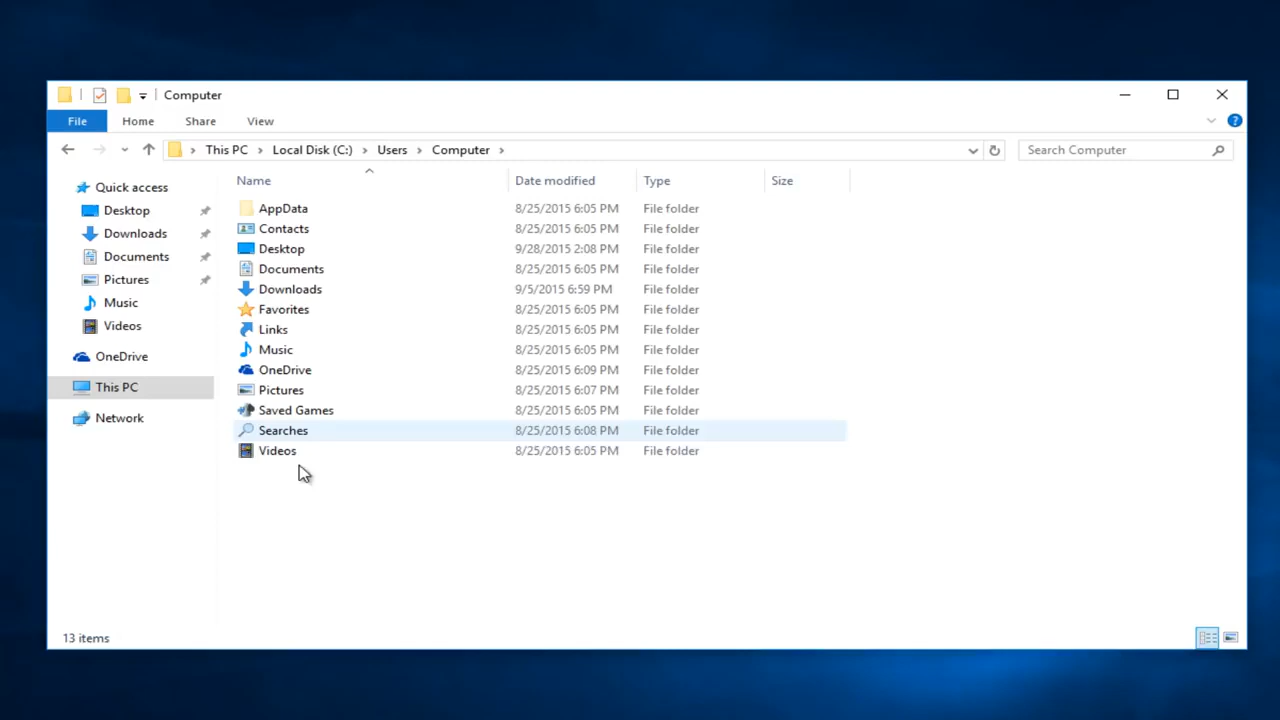 Computer
File Home Share View
This PC Local Disk (C:) Users Computer Search Computer
Quick access
Desktop
Downloads
Documents
Pictures
Music
Videos
OneDrive
This PC
Network
Name Date modified Type Size
AppData 8/25/2015 6:05 PM File folder
Contacts 8/25/2015 6:05 PM File folder
Desktop 9/28/2015 2:08 PM File folder
Documents 8/25/2015 6:05 PM File folder
Downloads 9/5/2015 6:59 PM File folder
Favorites 8/25/2015 6:05 PM File folder
Links 8/25/2015 6:05 PM File folder
Music 8/25/2015 6:05 PM File folder
OneDrive 8/25/2015 6:09 PM File folder
Pictures 8/25/2015 6:07 PM File folder
Saved Games 8/25/2015 6:05 PM File folder
Searches 8/25/2015 6:08 PM File folder
Videos 8/25/2015 6:05 PM File folder
13 items